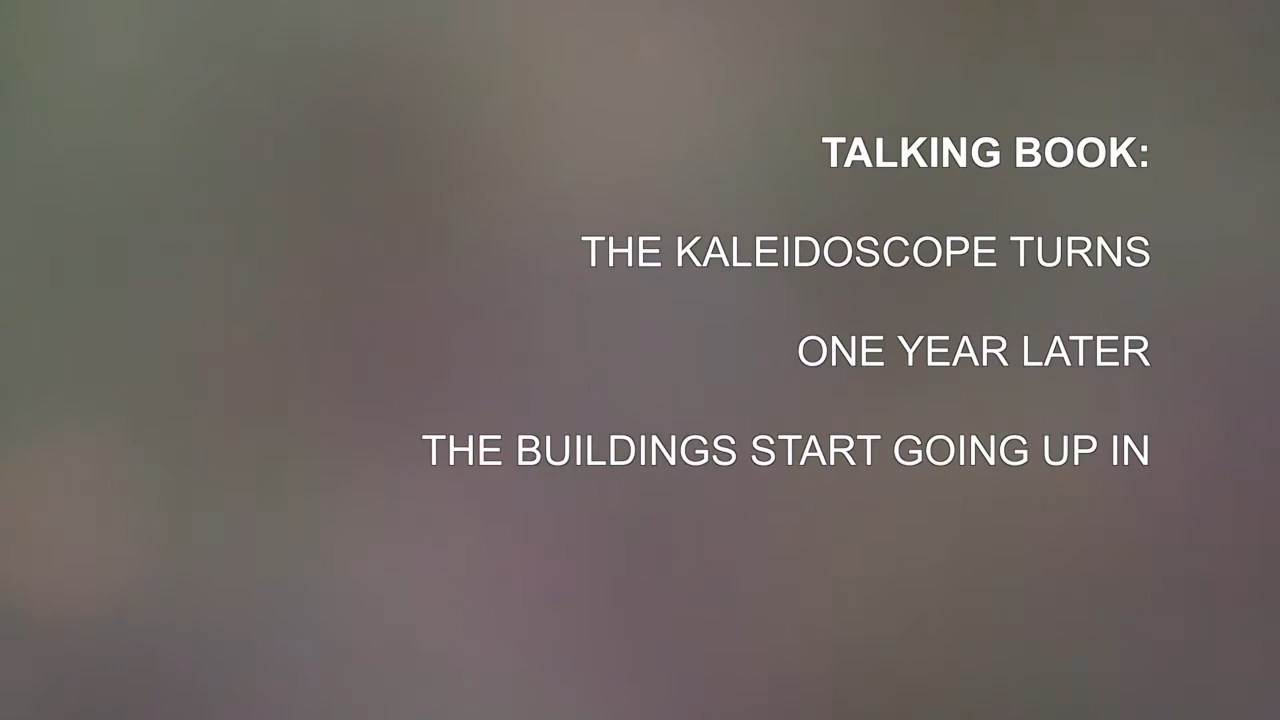 TALKING BOOK:
THE KALEIDOSCOPE TURNS
ONE YEAR LATER
THE BUILDINGS START GOING UP IN